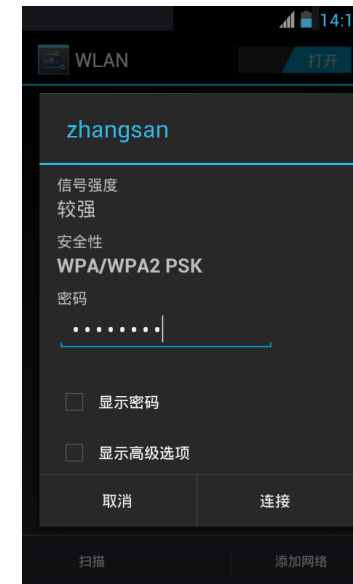 14:1
WLAN
打开
zhangsan
信号强度
较强
安全性
WPA/WPA2 PSK
密码
••••••••
显示密码
显示高级选项
取消 连接
扫描 添加网络